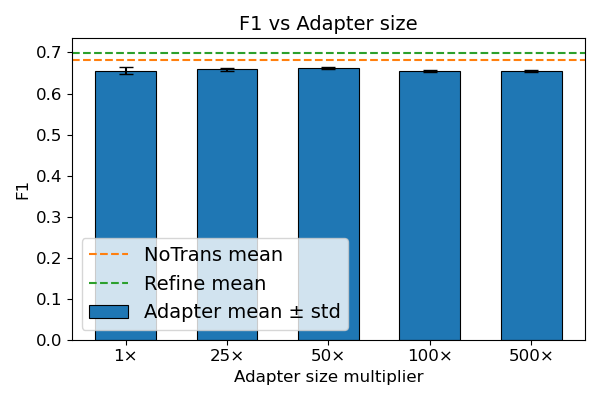 F1 vs Adapter size
F1
0.7
0.6
0.5
0.4
0.3
0.2
0.1
0.0
NoTrans mean
Refine mean
Adapter mean ± std
1× 25× 50× 100× 500×
Adapter size multiplier